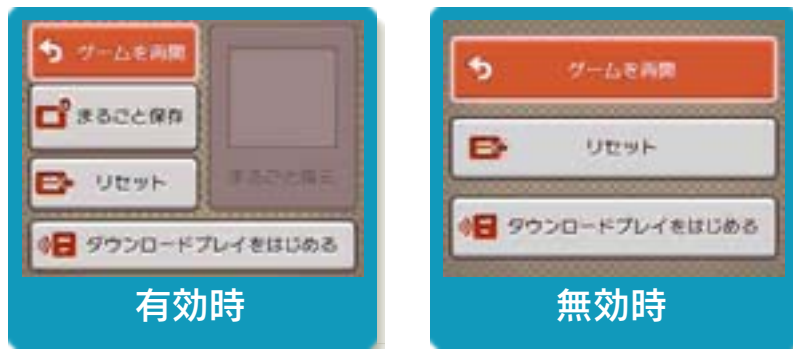 ゲームを再開
まるごと保存
リセット
まるごと復元
ダウンロードプレイをはじめる
有効時
ゲームを再開
リセット
ダウンロードプレイをはじめる
無効時